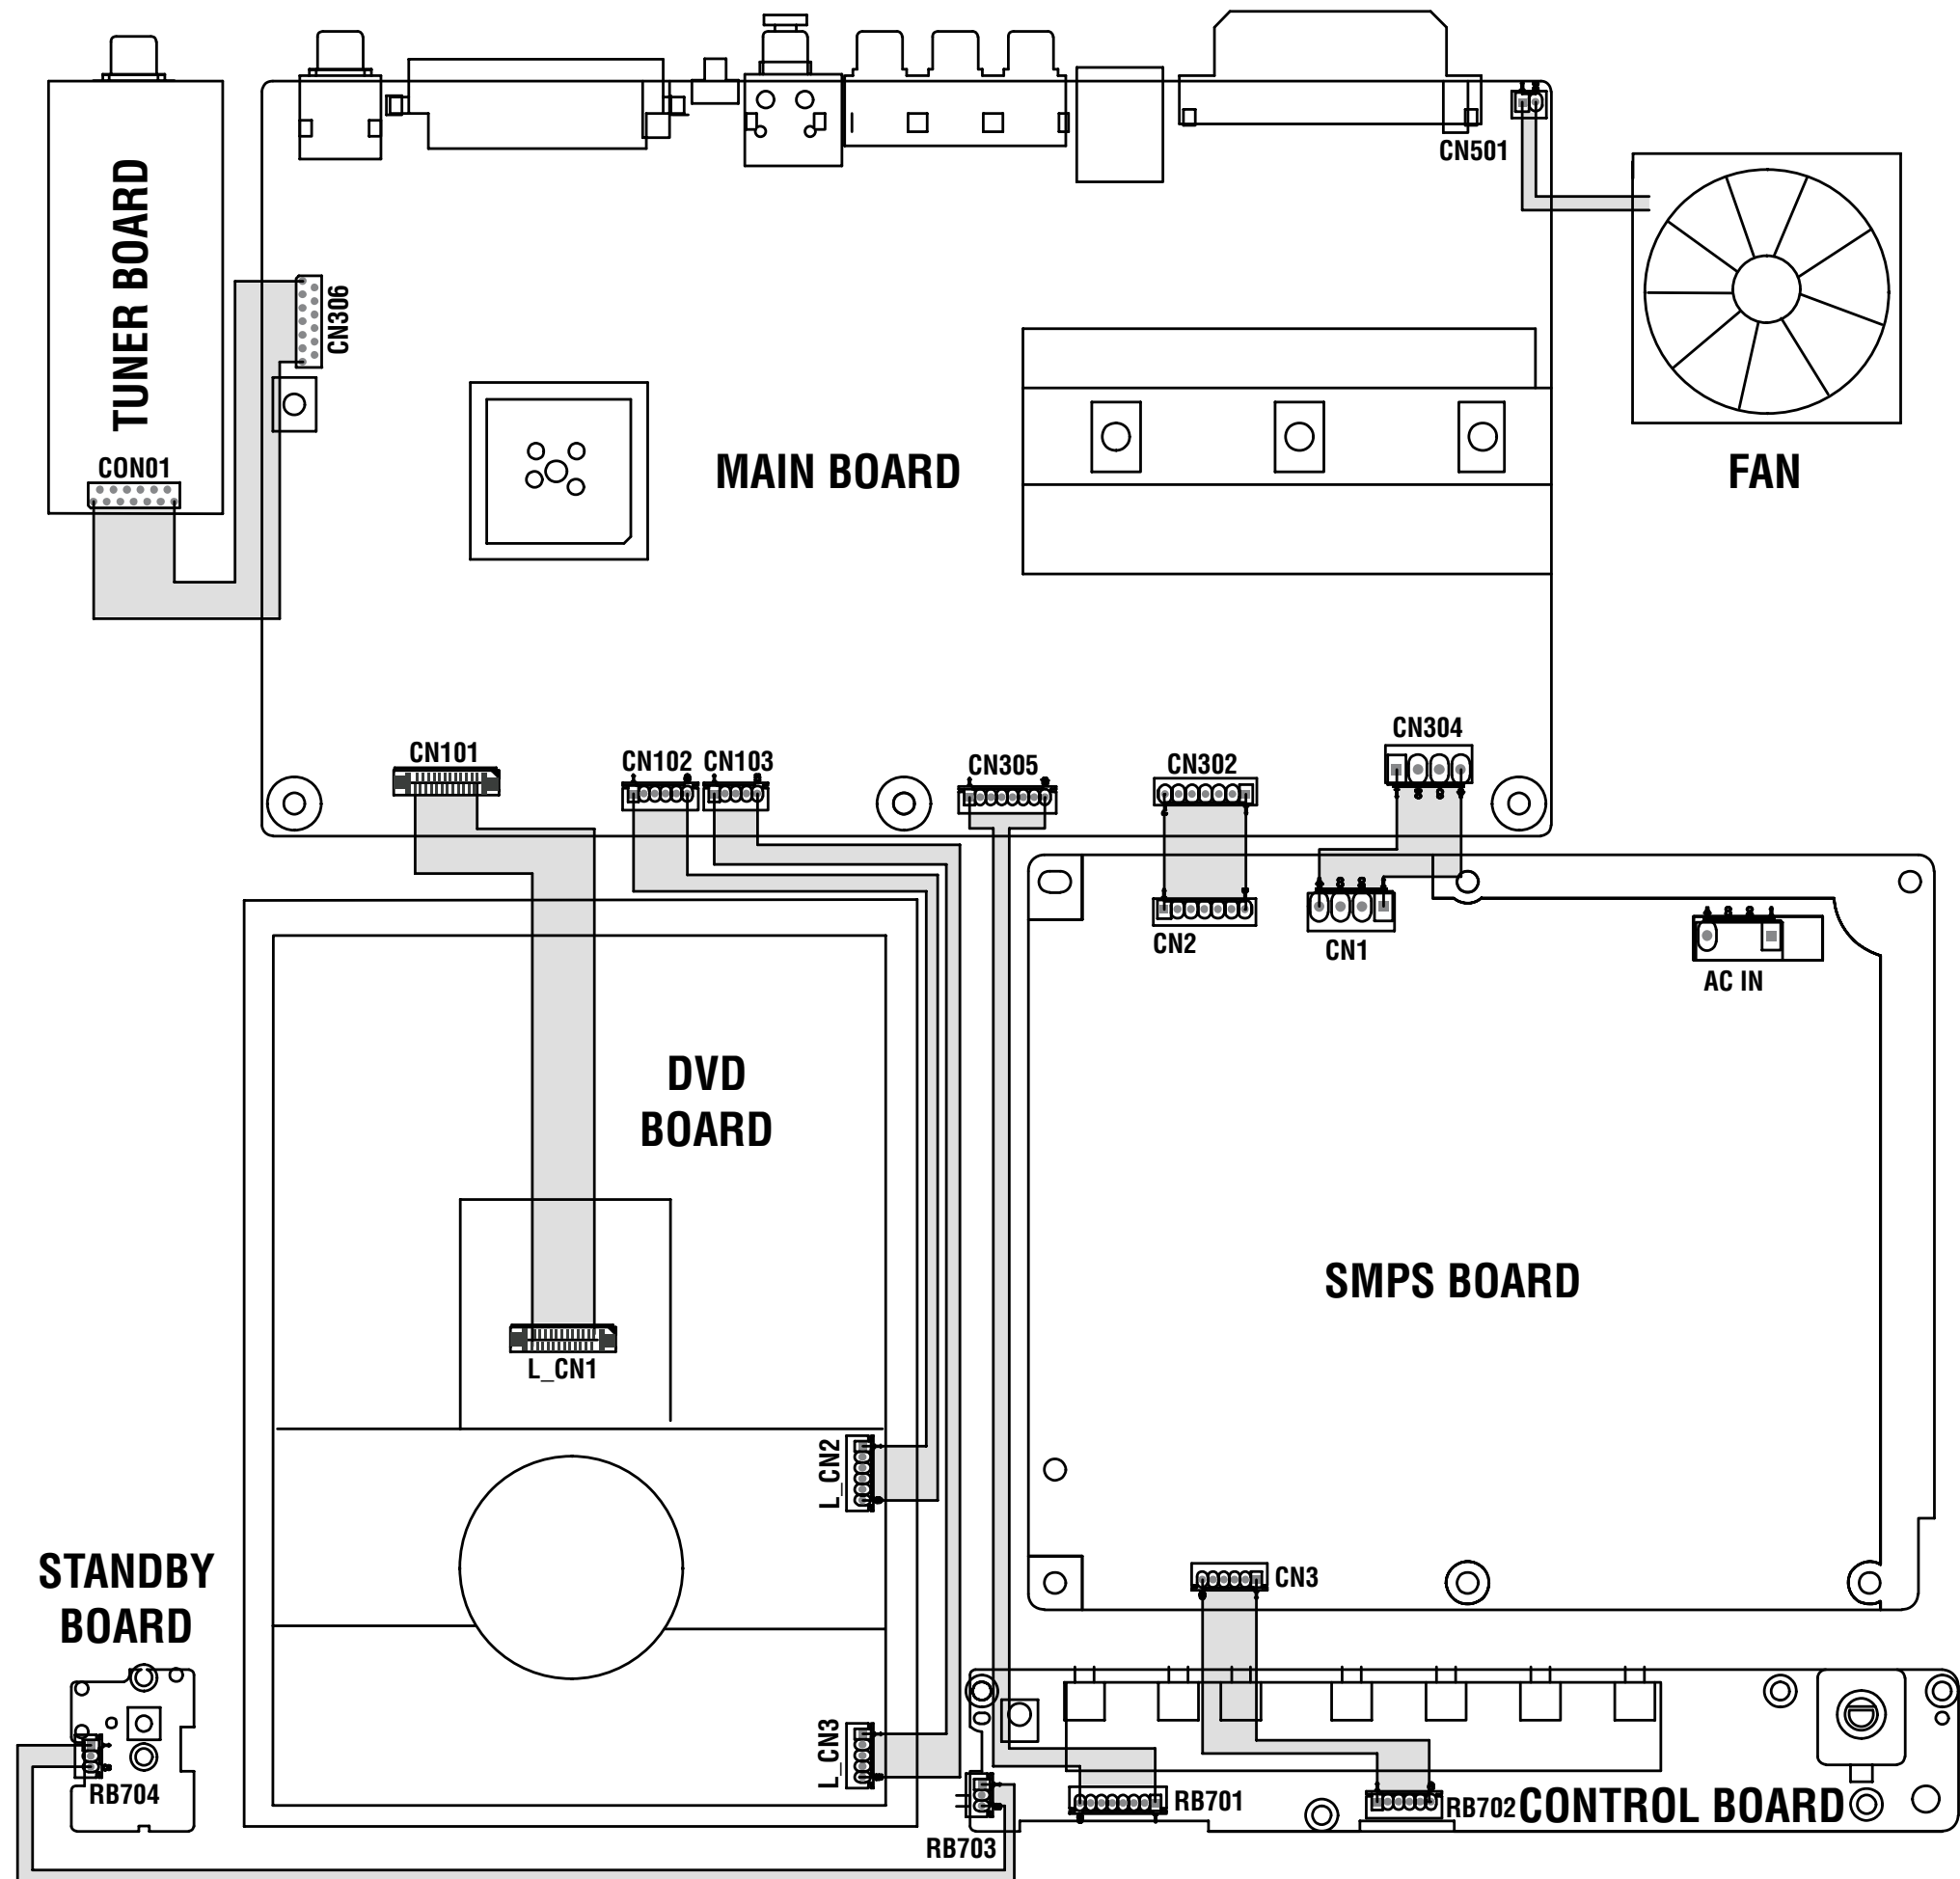 CN501
TUNER BOARD
CN306
CON01
MAIN BOARD
FAN
CN101
CN102
CN103
CN305
CN302
CN304
CN2
CN1
AC IN
DVD
BOARD
SMPS BOARD
L_CN1
L_CN2
STANDBY
BOARD
CN3
L_CN3
RB704
RB703
RB701
RB702
CONTROL BOARD